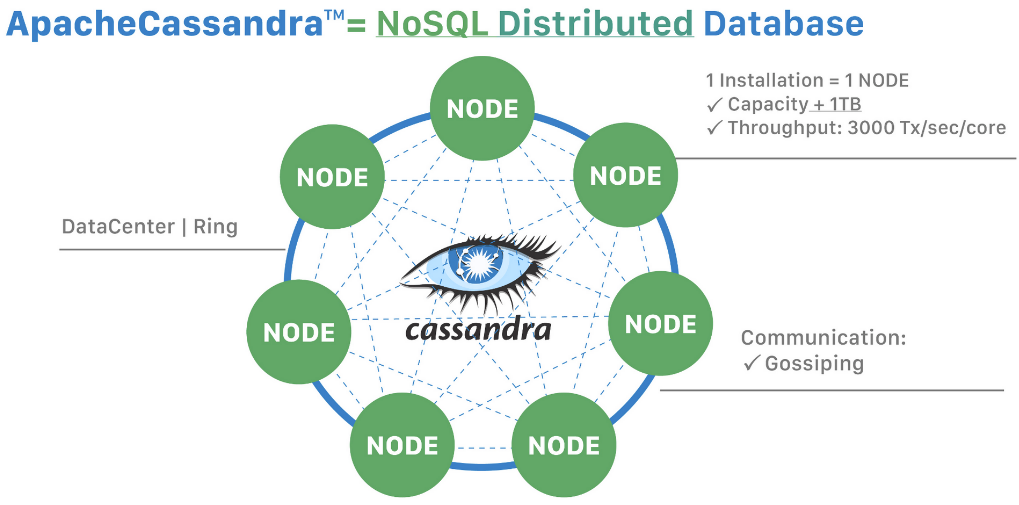 ApacheCassandra™= NoSQL Distributed Database
NODE
1 Installation = 1 NODE
✓ Capacity + 1TB
✓ Throughput: 3000 Tx/sec/core
NODE
NODE
DataCenter | Ring
NODE
cassandra
NODE
Communication:
✓ Gossiping
NODE
NODE